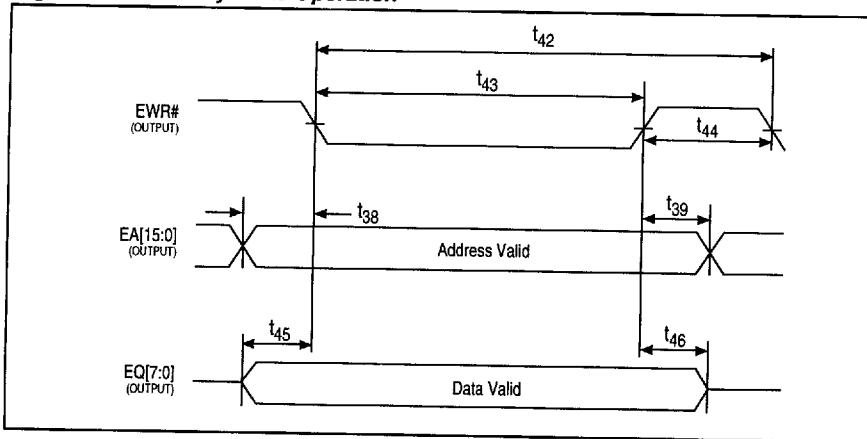 t42
t43
EWR#
(OUTPUT)
t44
t38
t39
EA[15:0]
(OUTPUT)
Address Valid
t45
t46
EQ[7:0]
(OUTPUT)
Data Valid